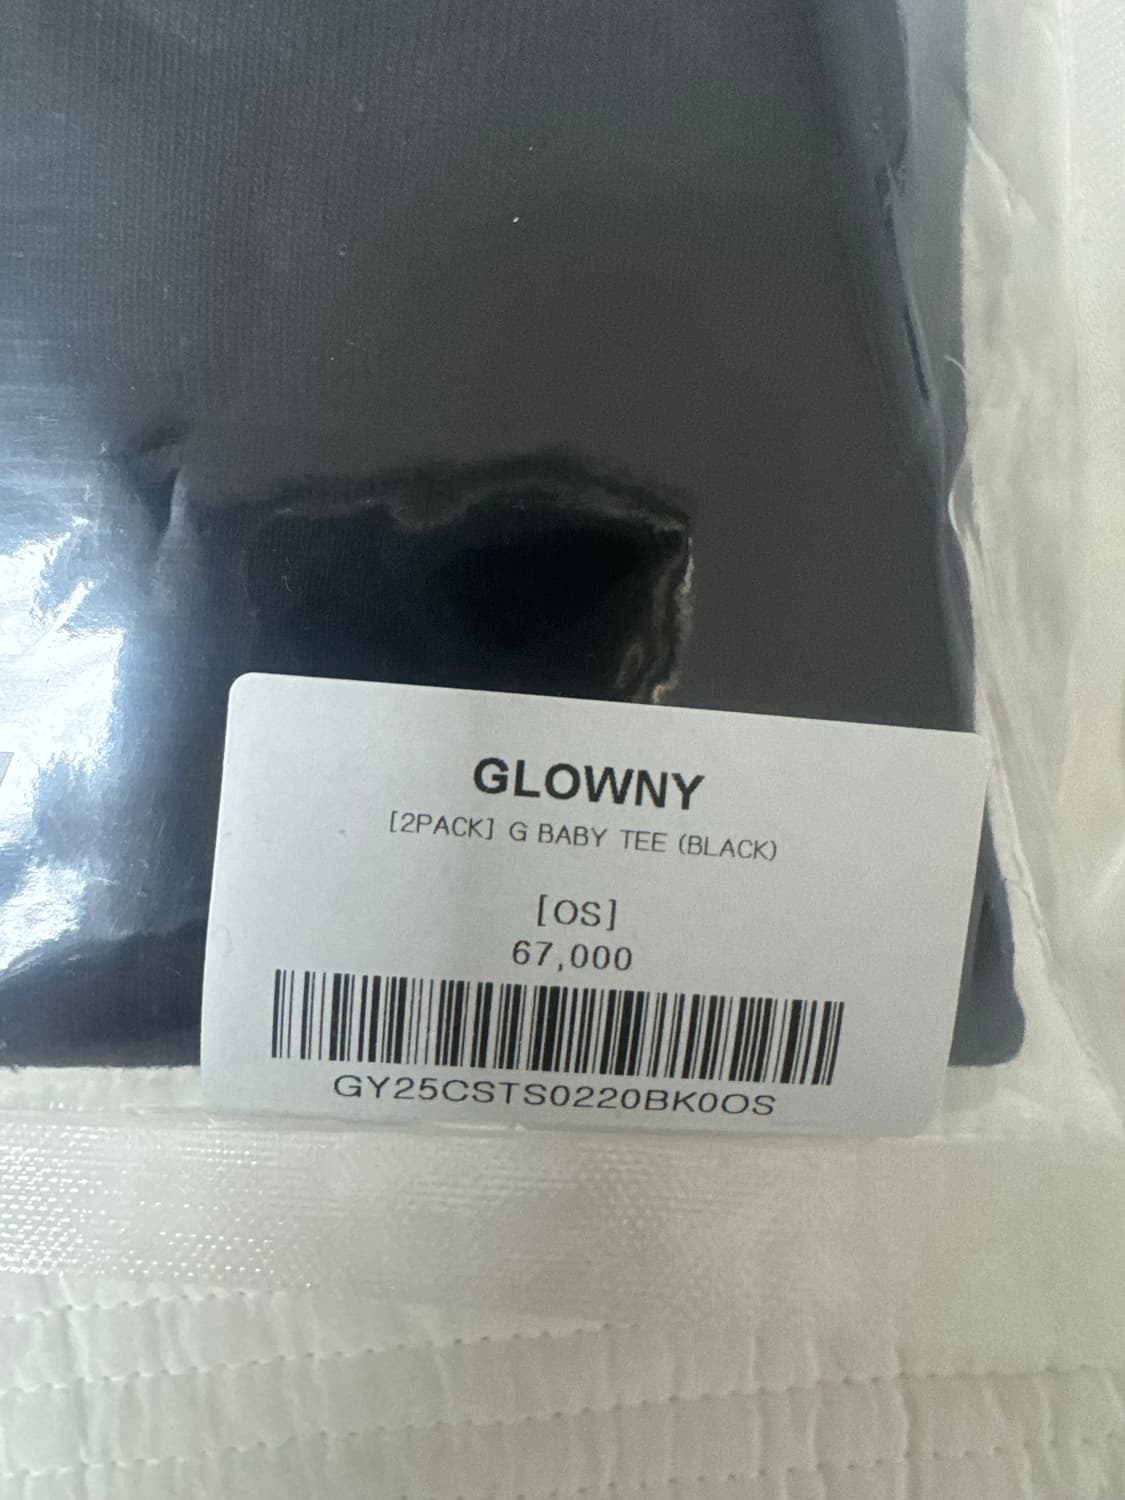 GLOWNY
[2PACK] G BABY TEE (BLACK)
[OS]
67,000
GY25CSTS0220BK0OS